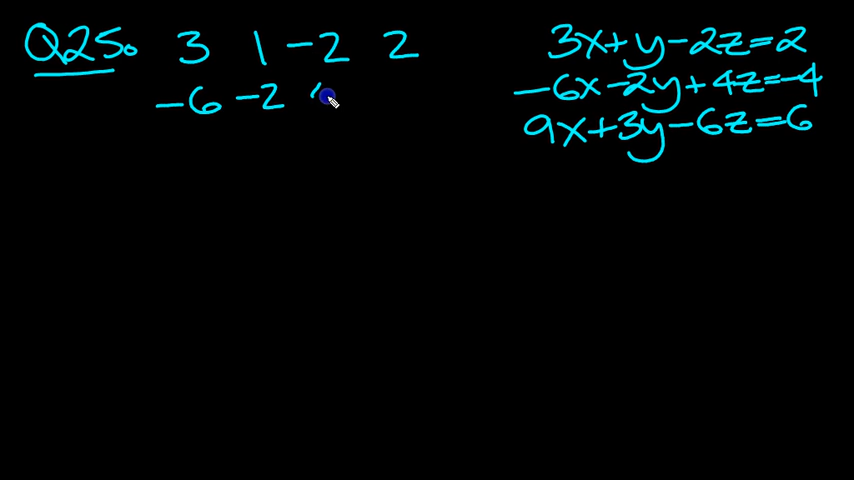 Q25. 3 1 -2 2
-6 -2
3x+y-2z=2
-6x-2y+4z=-4
9x+3y-6z=6